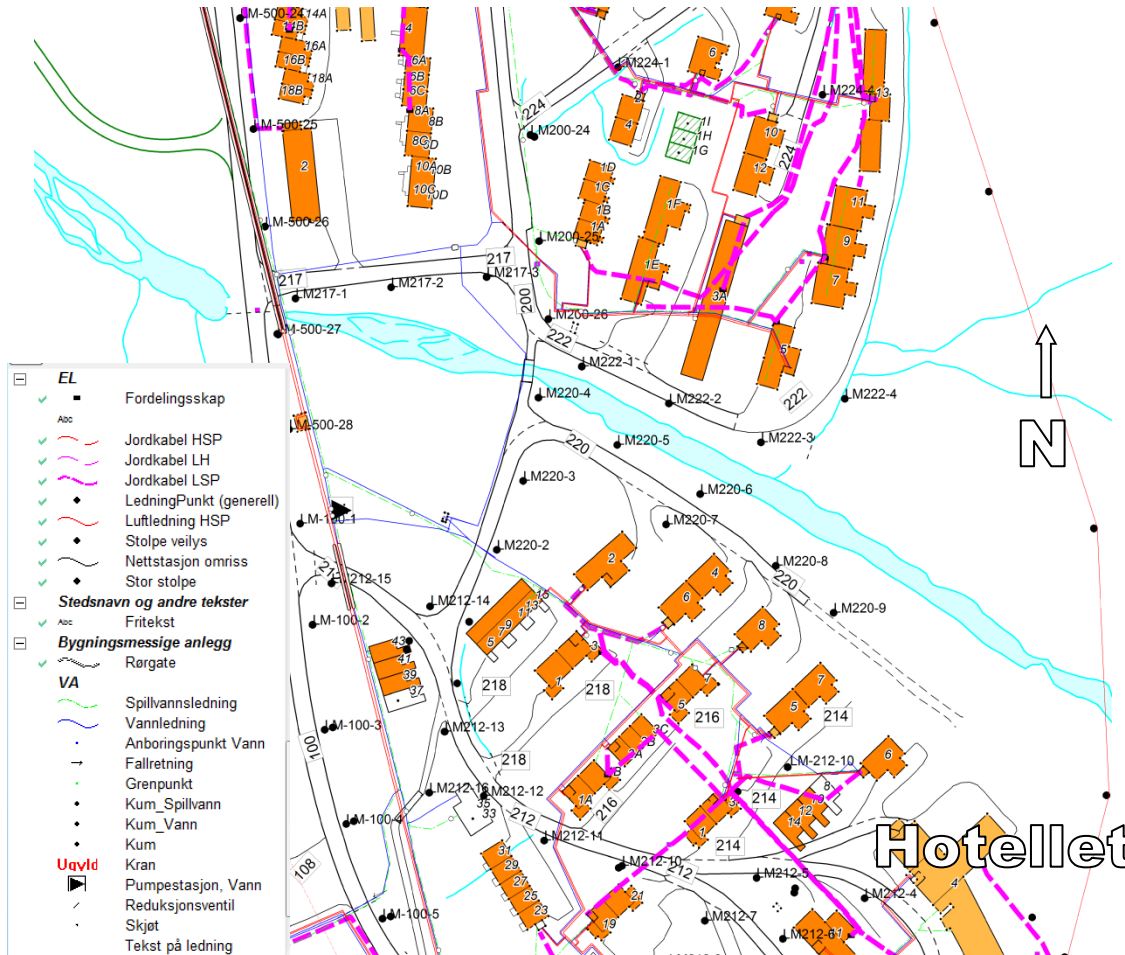 LM-500-24
14A
14B
16A
16B
18A
18B
4
6A
6B
6C
8A
8B
8C
10A
10B
10C
10D
LM-500-25
2
LM-500-26
217
LM217-1
LM217-2
217
LM217-3
LM-500-27
LM224-1
6
224
LM200-24
4
1I
1H
1G
LM224-4
13
10
12
224
1D
1C
1B
1A
1F
1E
LM200-25
11
9
7
3A
200
LM200-26
222
5
LM222-1
LM222-2
222
LM222-4
LM222-3
LM220-4
220
LM220-5
LM220-3
LM220-6
LM220-7
LM-500-28
LM-100-1
LM220-2
LM220-8
220
LM220-9
N
LM212-14
LM-100-2
2
4
6
8
15
13
11
9
7
5
3
1
43
41
39
37
218
218
218
7
5
216
7
5
214
LM-100-3
LM212-13
100
3C
3B
3A
LM-212-10
6
LM212-16
LM212-12
35
33
1A
216
212
3
1
214
214
8
10
12
14
LM-100-4
LM212-11
LM212-10
212
LM212-5
LM212-4
Hotellet
4
108
31
29
27
25
23
21
19
LM-100-5
LM212-7
LM212-6
11
EL
Fordelingsskap
Abc
Jordkabel HSP
Jordkabel LH
Jordkabel LSP
LedningPunkt (generell)
Luftledning HSP
Stolpe veilys
Nettstasjon omriss
Stor stolpe
Stedsnavn og andre tekster
Abc Fritekst
Bygningsmessige anlegg
Rørgate
VA
Spillvannsledning
Vannledning
Anboringspunkt Vann
Fallretning
Grenpunkt
Kum_Spillvann
Kum_Vann
Kum
Kran
Pumpestasjon, Vann
Reduksjonsventil
Skjøt
Tekst på ledning